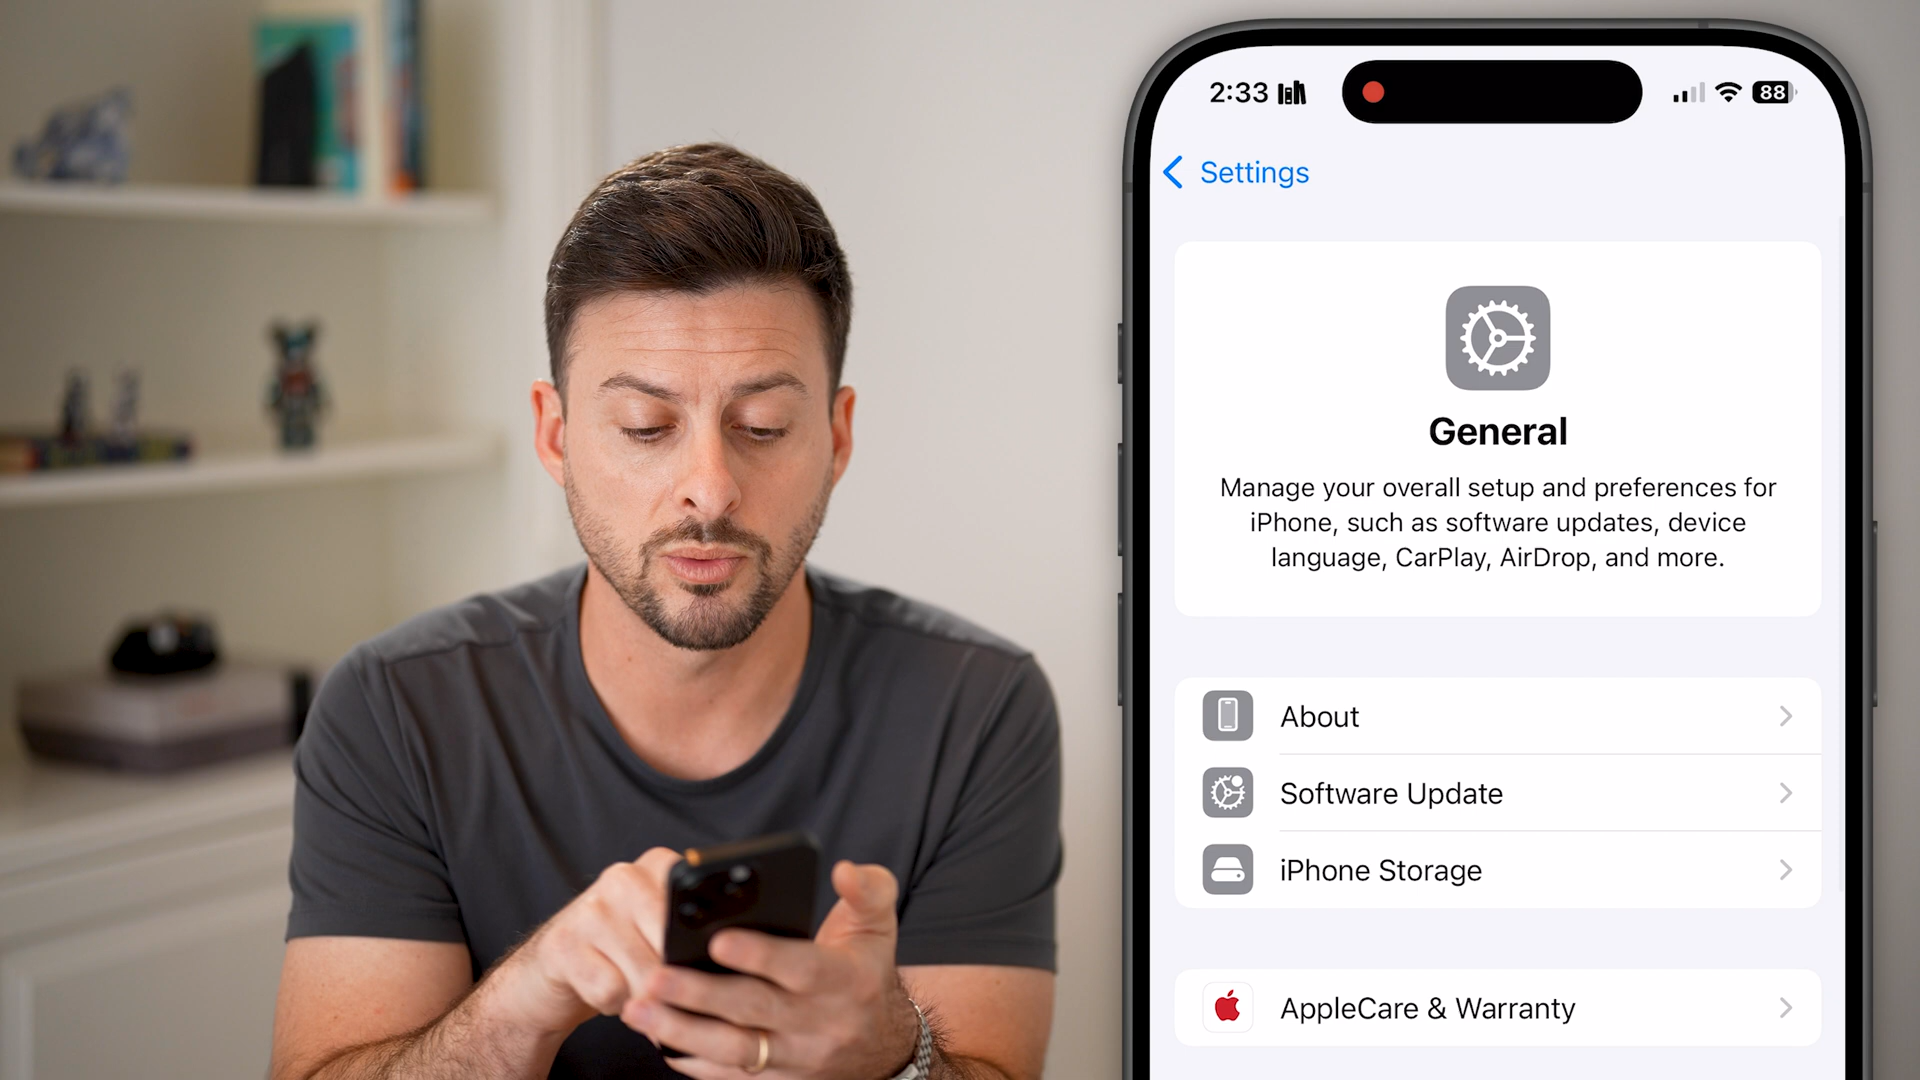 2:33
88
Settings
General
Manage your overall setup and preferences for
iPhone, such as software updates, device
language, CarPlay, AirDrop, and more.
About
Software Update
iPhone Storage
AppleCare & Warranty